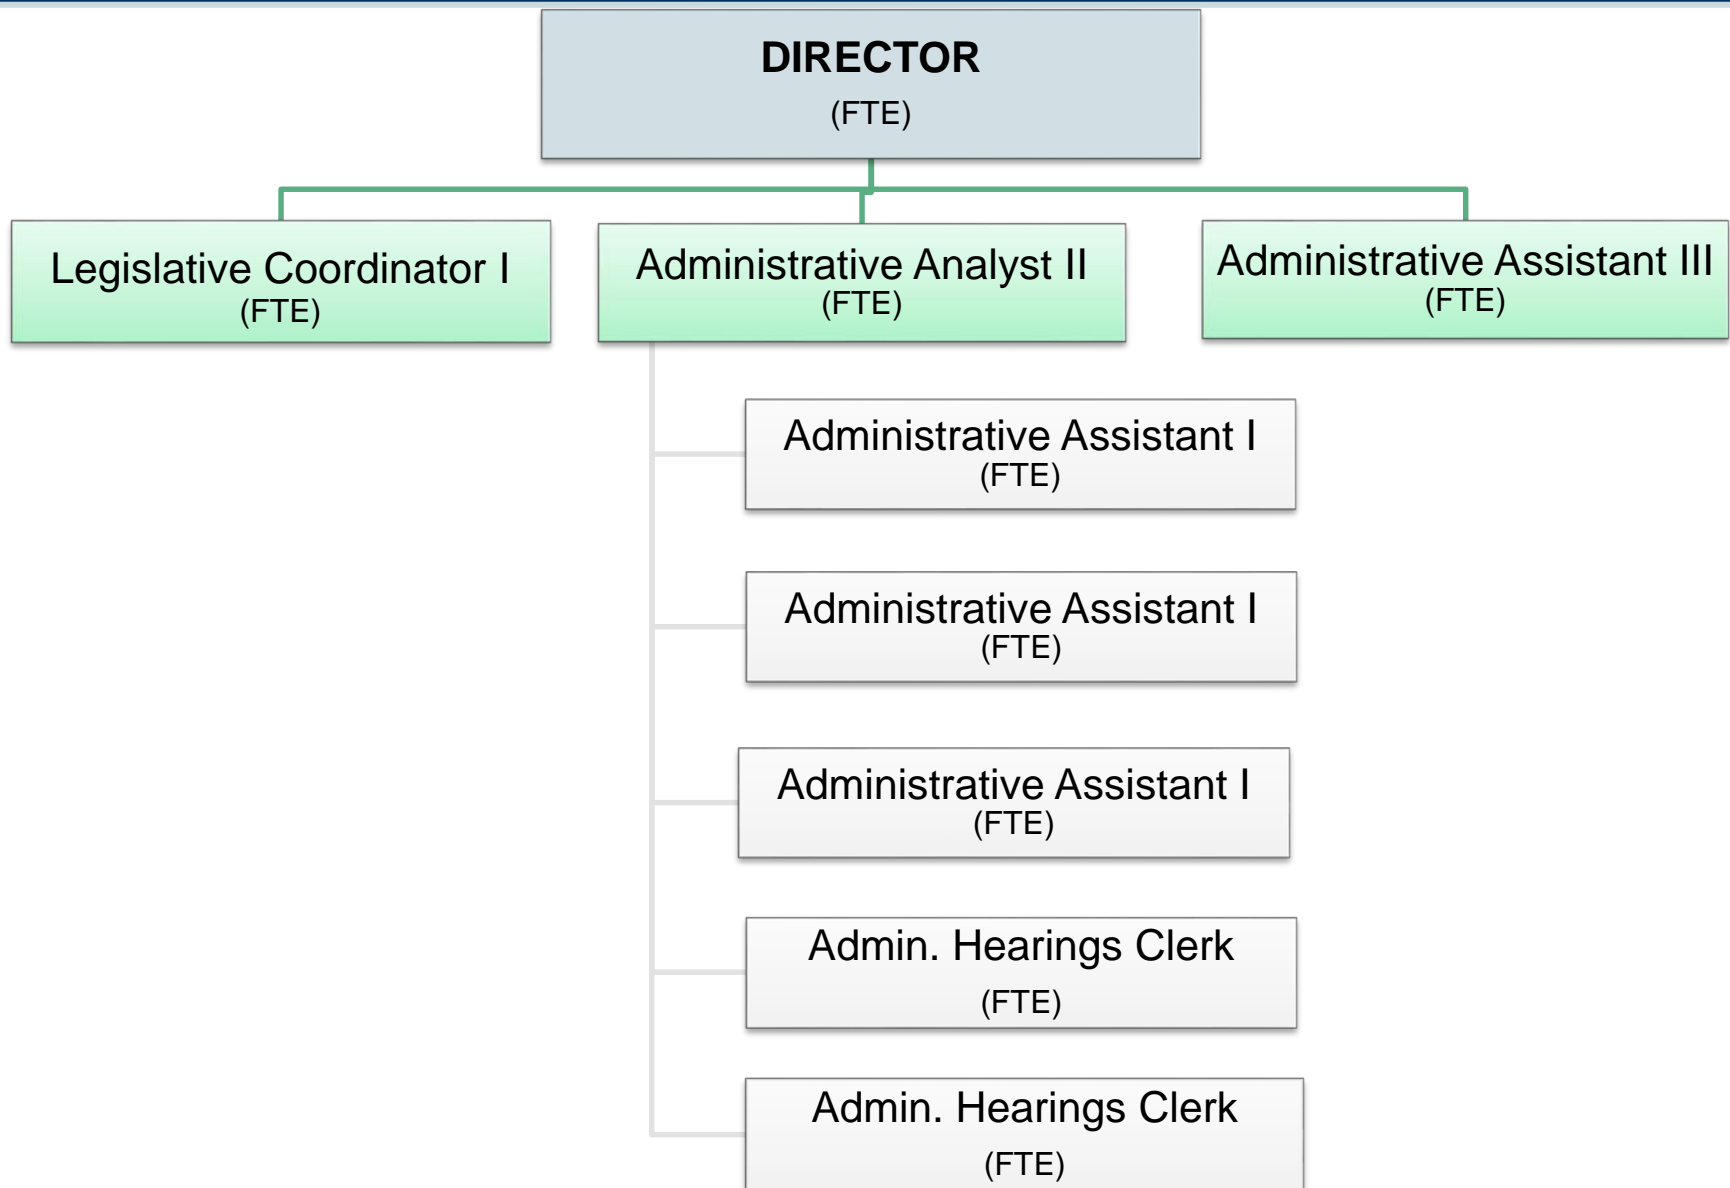 DIRECTOR
(FTE)
Legislative Coordinator I
(FTE)
Administrative Analyst II
(FTE)
Administrative Assistant III
(FTE)
Administrative Assistant I
(FTE)
Administrative Assistant I
(FTE)
Administrative Assistant I
(FTE)
Admin. Hearings Clerk
(FTE)
Admin. Hearings Clerk
(FTE)